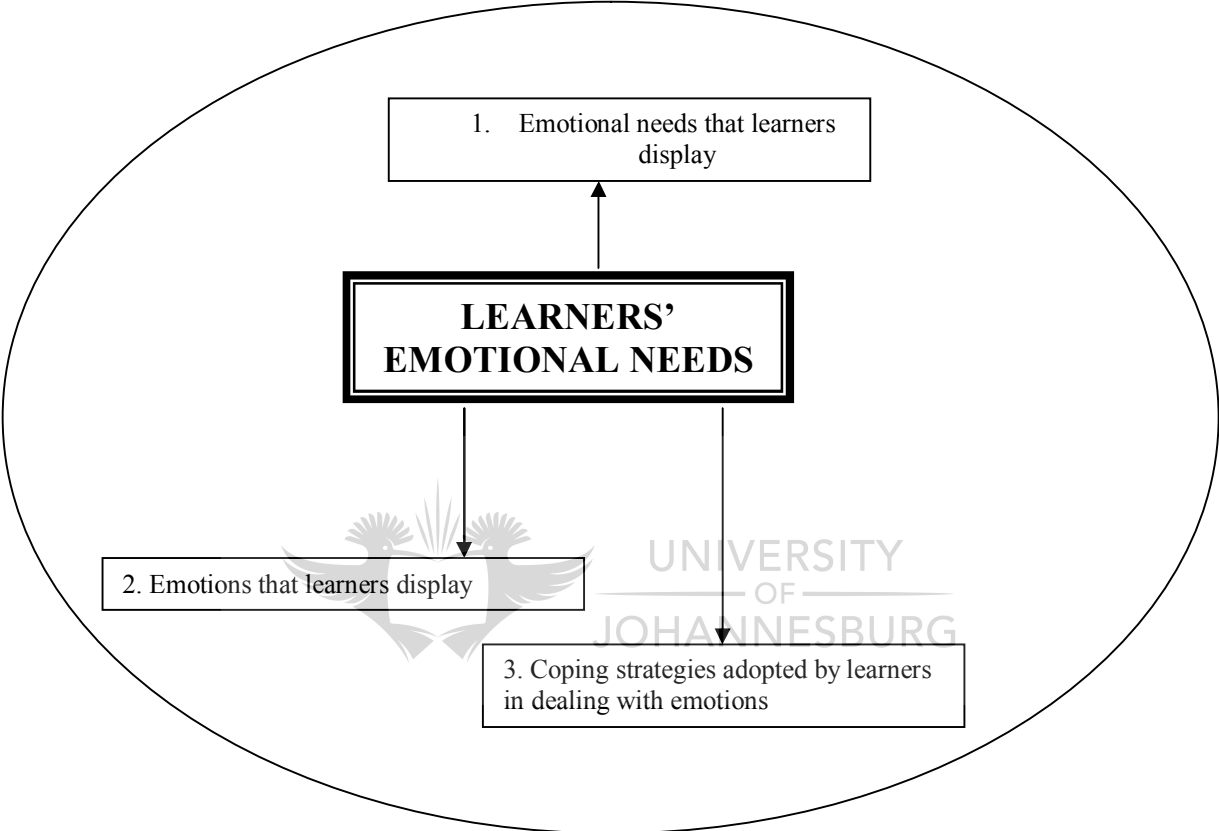 1. Emotional needs that learners
display
LEARNERS’
EMOTIONAL NEEDS
2. Emotions that learners display
UNIVERSITY
OF
JOHANNESBURG
3. Coping strategies adopted by learners
in dealing with emotions